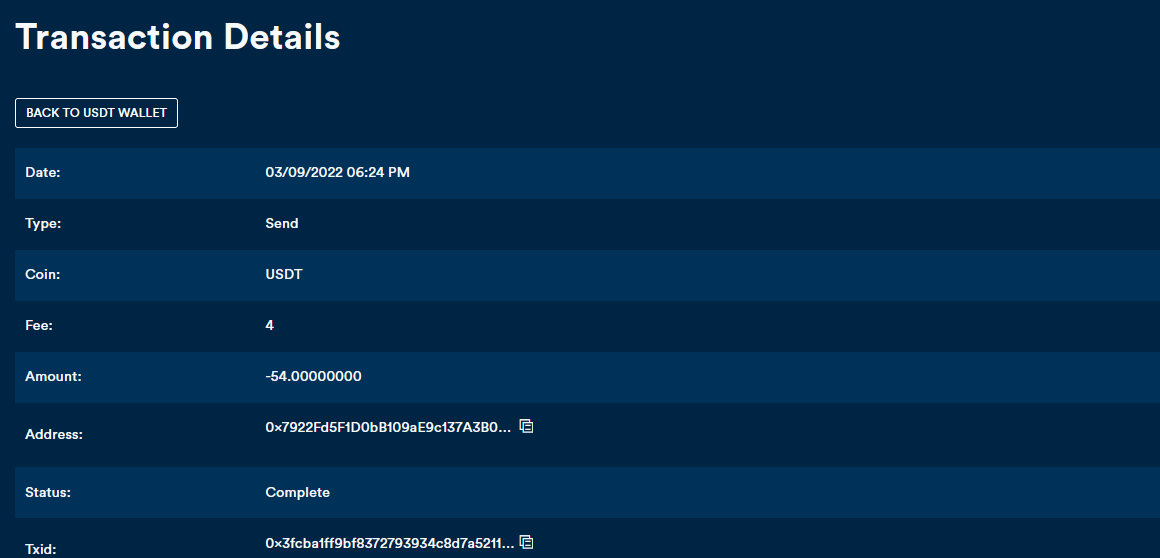 Transaction Details
BACK TO USDT WALLET
Date: 03/09/2022 06:24 PM
Type: Send
Coin: USDT
Fee: 4
Amount: -54.00000000
Address: 0x7922Fd5F1D0bB109aE9c137A3B0...
Status: Complete
Txid: 0x3fcba1ff9bf8372793934c8d7a5211...